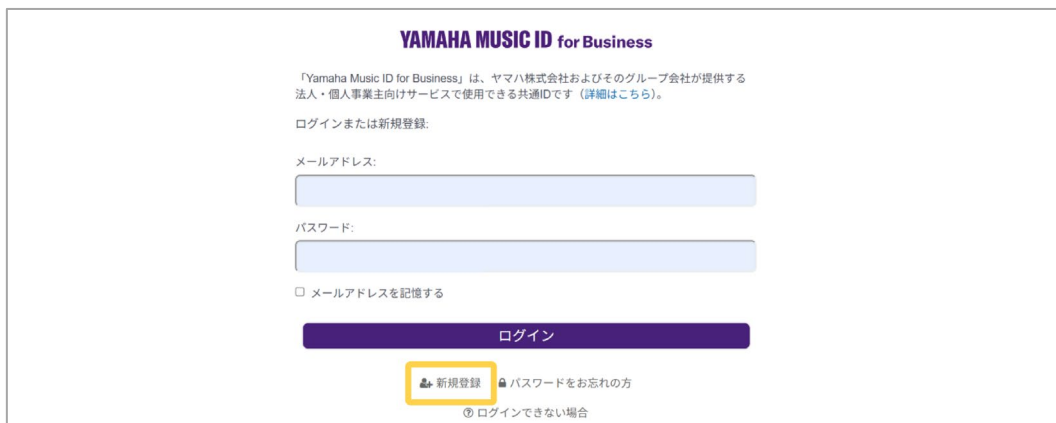 YAMAHA MUSIC ID for Business
「Yamaha Music ID for Business」は、ヤマハ株式会社およびそのグループ会社が提供する
法人・個人事業主向けサービスで使用できる共通IDです（詳細はこちら）。
ログインまたは新規登録:
メールアドレス:
パスワード:
メールアドレスを記憶する
ログイン
新規登録 パスワードをお忘れの方
ログインできない場合